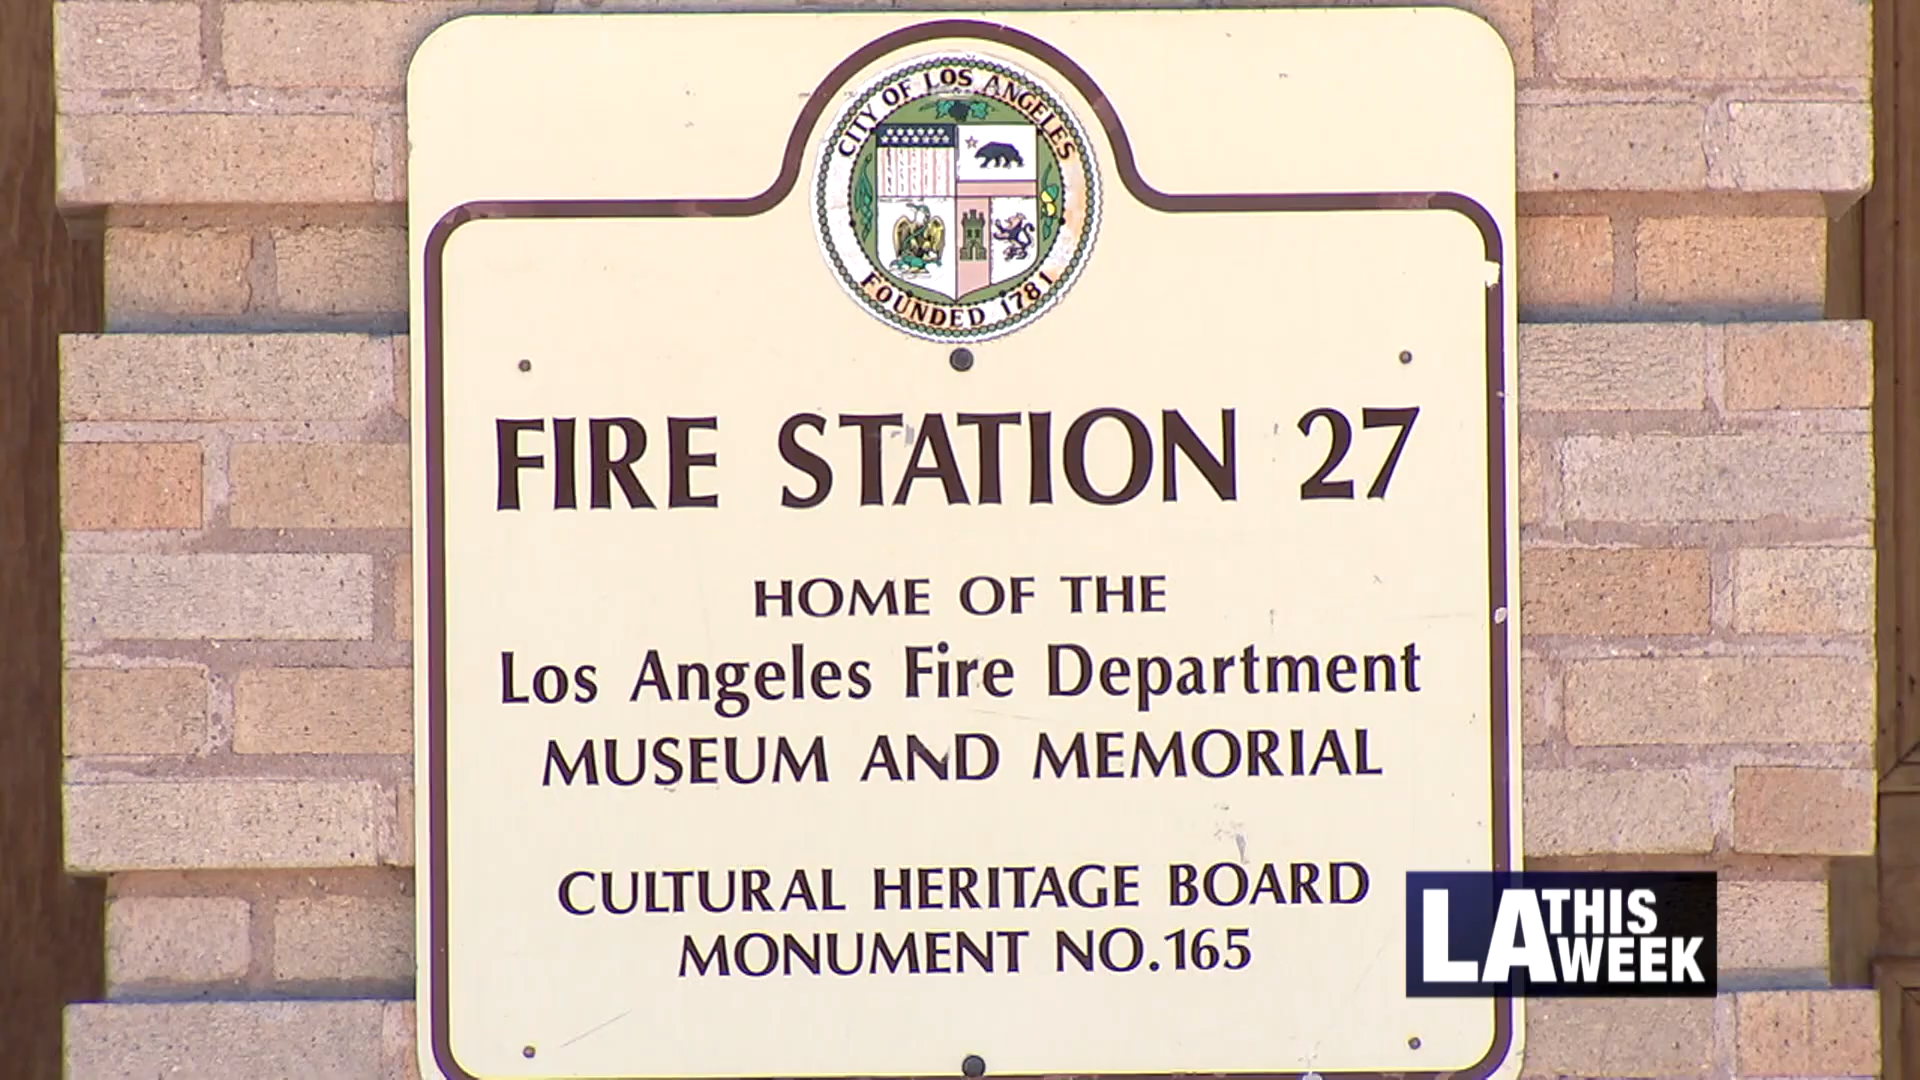 CITY OF LOS ANGELES
FOUNDED 1781
FIRE STATION 27
HOME OF THE
Los Angeles Fire Department
MUSEUM AND MEMORIAL
CULTURAL HERITAGE BOARD
MONUMENT NO.165
LA THIS WEEK